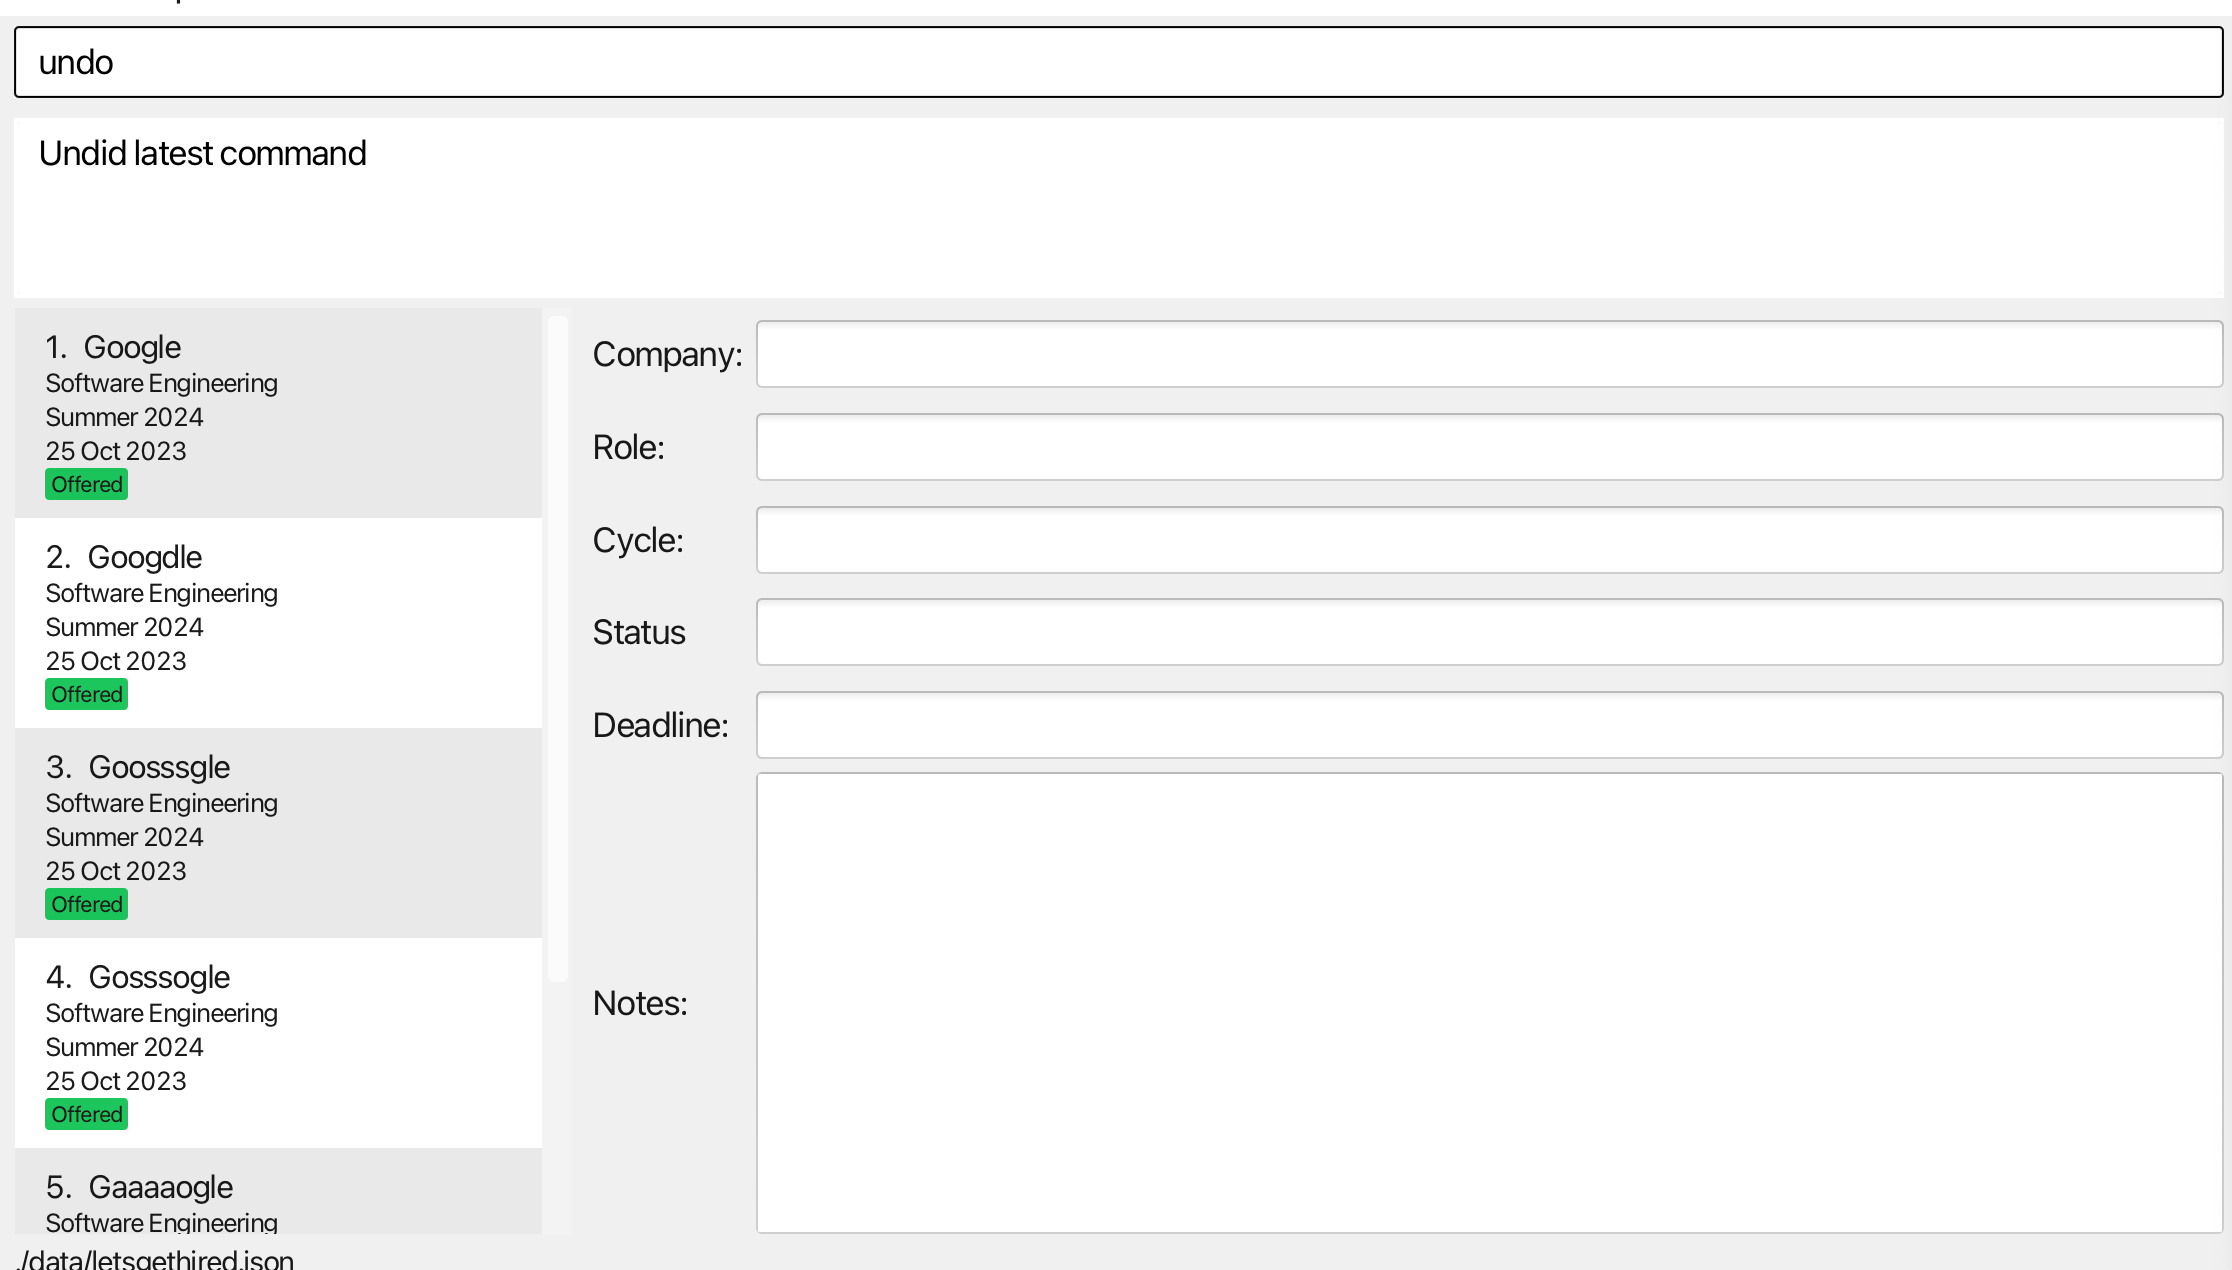 undo
Undid latest command
1. Google
Software Engineering
Summer 2024
25 Oct 2023
Offered
2. Googdle
Software Engineering
Summer 2024
25 Oct 2023
Offered
3. Goosssgle
Software Engineering
Summer 2024
25 Oct 2023
Offered
4. Gosssogle
Software Engineering
Summer 2024
25 Oct 2023
Offered
5. Gaaaaogle
Software Engineering
Company:
Role:
Cycle:
Status
Deadline:
Notes:
./data/letsgethired.json